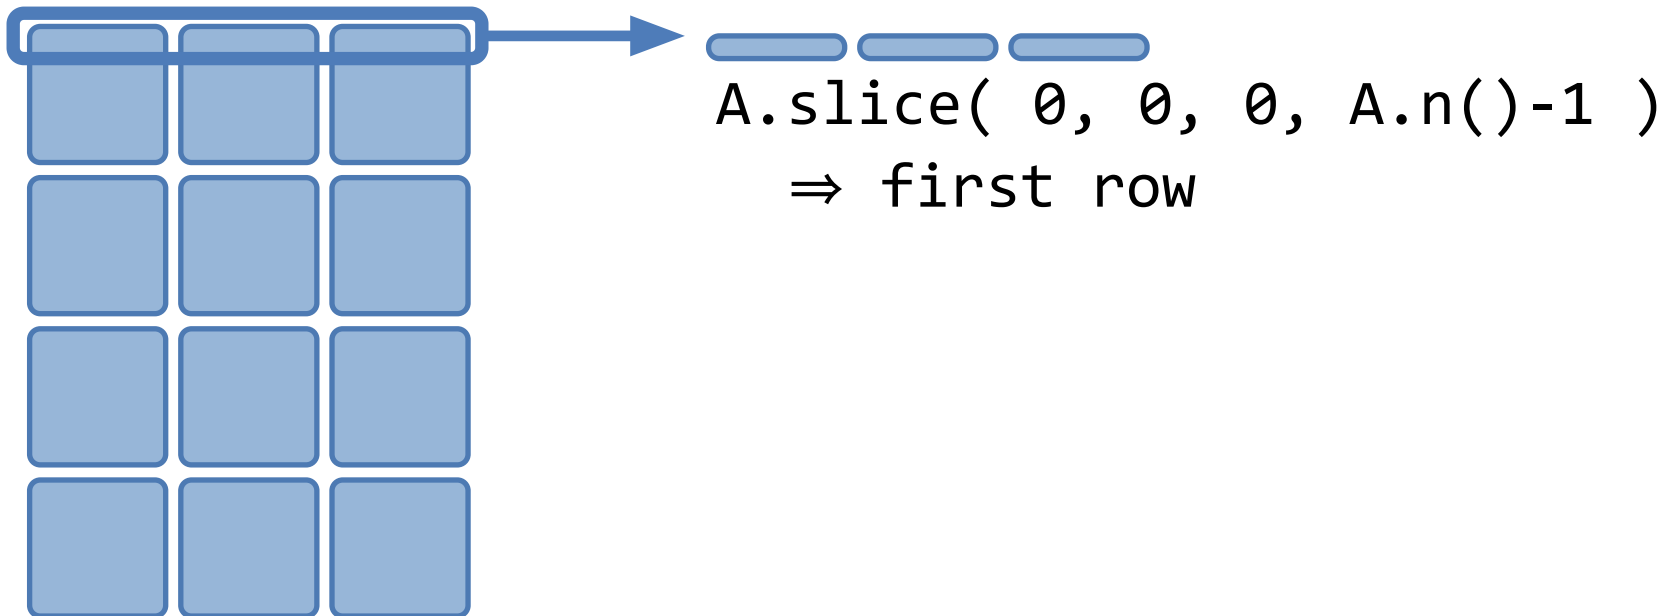 A.slice( 0, 0, 0, A.n()-1 )
⇒ first row